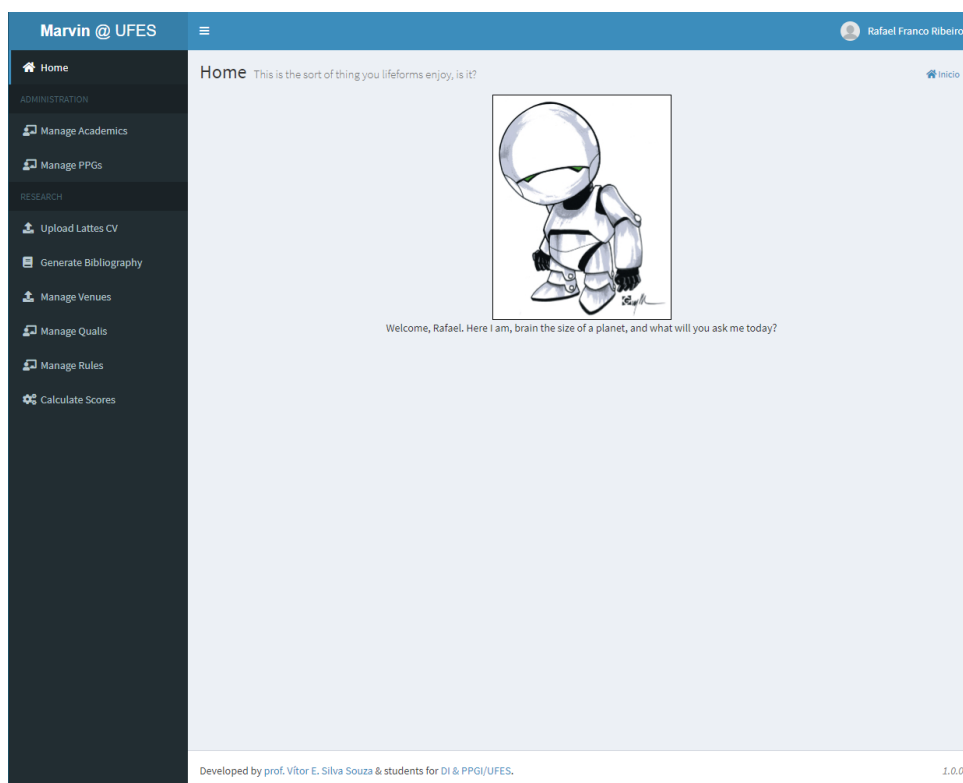 Marvin @ UFES
Rafael Franco Ribeiro
Home
ADMINISTRATION
Manage Academics
Manage PPGs
RESEARCH
Upload Lattes CV
Generate Bibliography
Manage Venues
Manage Qualis
Manage Rules
Calculate Scores
Home This is the sort of thing you lifeforms enjoy, is it?
Inicio
Welcome, Rafael. Here I am, brain the size of a planet, and what will you ask me today?
Developed by prof. Vítor E. Silva Souza & students for DI & PPGI/UFES.
1.0.0